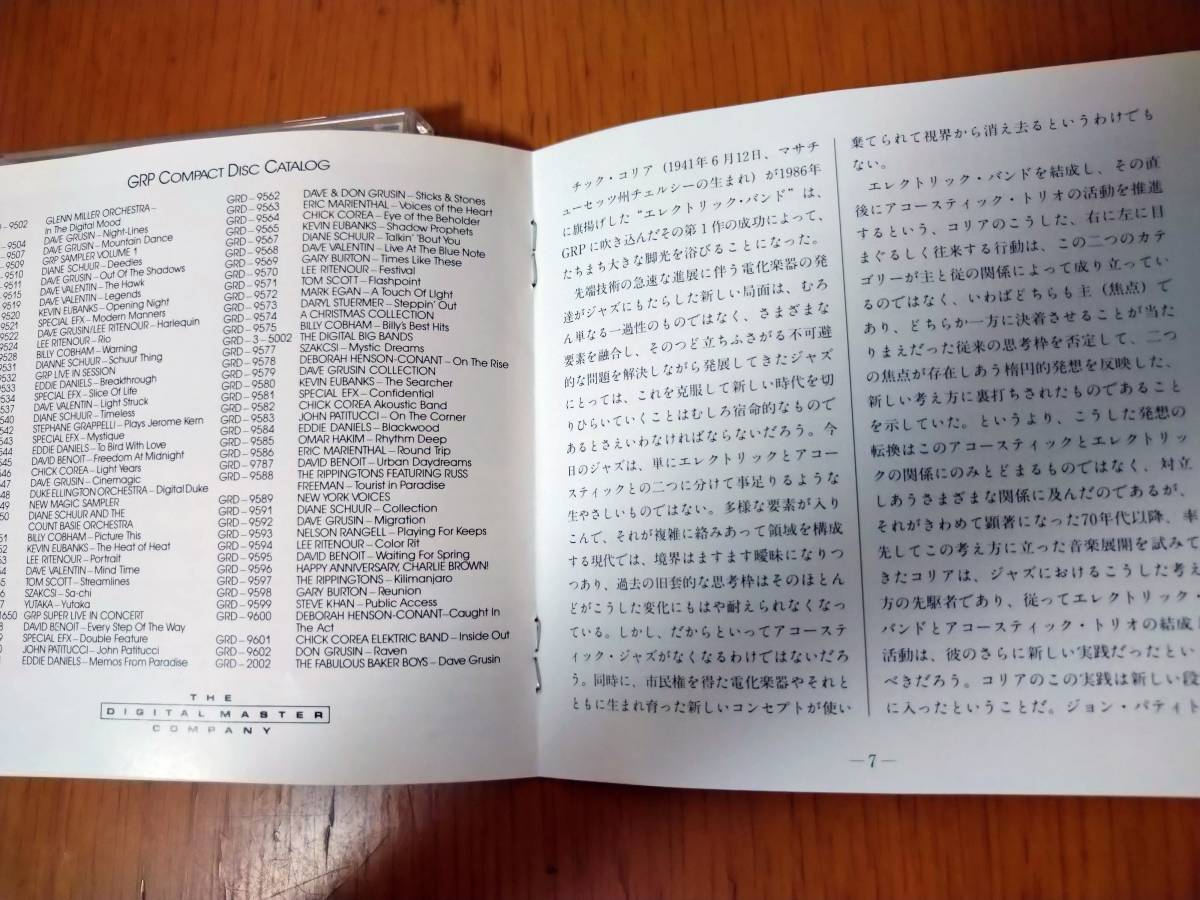 GRP COMPACT DISC CATALOG
– 9502 GLENN MILLER ORCHESTRA –
In The Digital Mood
– 9504 DAVE GRUSIN – Night-Lines
– 9507 DAVE GRUSIN – Mountain Dance
GRP SAMPLER VOLUME 1
DIANE SCHUUR – Deedles
DAVE GRUSIN – Out Of The Shadows
DAVE VALENTIN – The Hawk
DAVE VALENTIN – Legends
KEVIN EUBANKS – Opening Night
SPECIAL EFX – Modern Manners
DAVE GRUSIN/LEE RITENOUR – Harlequin
LEE RITENOUR – Rio
BILLY COBHAM – Warning
DIANNE SCHUUR – Schuur Thing
GRP LIVE IN SESSION
EDDIE DANIELS – Breakthrough
SPECIAL EFX – Slice Of Life
DAVE VALENTIN – Light Struck
DIANE SCHUUR – Timeless
STEPHANE GRAPPELLI – Plays Jerome Kern
SPECIAL EFX – Mystique
EDDIE DANIELS – To Bird With Love
DAVID BENOIT – Freedom At Midnight
CHICK COREA – Light Years
DAVE GRUSIN – Cinemagic
DUKE ELLINGTON ORCHESTRA – Digital Duke
NEW MAGIC SAMPLER
DIANE SCHUUR AND THE
COUNT BASIE ORCHESTRA
BILLY COBHAM – Picture This
KEVIN EUBANKS – The Heat of Heat
LEE RITENOUR – Portrait
DAVE VALENTIN – Mind Time
TOM SCOTT – Streamlines
SZAKCSI – Sa-chi
YUTAKA – Yutaka
1650 GRP SUPER LIVE IN CONCERT
DAVID BENOIT – Every Step Of The Way
SPECIAL EFX – Double Feature
JOHN PATITUCCI – John Patitucci
EDDIE DANIELS – Memos From Paradise
GRD – 9562 DAVE & DON GRUSIN – Sticks & Stones
GRD – 9563 ERIC MARIENTHAL – Voices of the Heart
GRD – 9564 CHICK COREA – Eye of the Beholder
GRD – 9565 KEVIN EUBANKS – Shadow Prophets
GRD – 9567 DIANE SCHUUR – Talkin' 'Bout You
GRD – 9568 DAVE VALENTIN – Live At The Blue Note
GRD – 9569 GARY BURTON – Times Like These
GRD – 9570 LEE RITENOUR – Festival
GRD – 9571 TOM SCOTT – Flashpoint
GRD – 9572 MARK EGAN – A Touch Of Light
GRD – 9573 DARYL STUERMER – Steppin' Out
GRD – 9574 A CHRISTMAS COLLECTION
GRD – 9575 BILLY COBHAM – Billy's Best Hits
GRD – 3 – 5002 THE DIGITAL BIG BANDS
GRD – 9577 SZAKCSI – Mystic Dreams
GRD – 9578 DEBORAH HENSON-CONANT – On The Rise
GRD – 9579 DAVE GRUSIN COLLECTION
GRD – 9580 KEVIN EUBANKS – The Searcher
GRD – 9581 SPECIAL EFX – Confidential
GRD – 9582 CHICK COREA Akoustic Band
GRD – 9583 JOHN PATITUCCI – On The Corner
GRD – 9584 EDDIE DANIELS – Blackwood
GRD – 9585 OMAR HAKIM – Rhythm Deep
GRD – 9586 ERIC MARIENTHAL – Round Trip
GRD – 9787 DAVID BENOIT – Urban Daydreams
GRD – 9588 THE RIPPINGTONS FEATURING RUSS
FREEMAN – Tourist in Paradise
GRD – 9589 NEW YORK VOICES
GRD – 9591 DIANE SCHUUR – Collection
GRD – 9592 DAVE GRUSIN – Migration
GRD – 9593 NELSON RANGELL – Playing For Keeps
GRD – 9594 LEE RITENOUR – Color Rit
GRD – 9595 DAVID BENOIT – Waiting For Spring
GRD – 9596 HAPPY ANNIVERSARY, CHARLIE BROWN!
GRD – 9597 THE RIPPINGTONS – Kilimanjaro
GRD – 9598 GARY BURTON – Reunion
GRD – 9599 STEVE KHAN – Public Access
GRD – 9600 DEBORAH HENSON-CONANT – Caught In
The Act
GRD – 9601 CHICK COREA ELEKTRIC BAND – Inside Out
GRD – 9602 DON GRUSIN – Raven
GRD – 2002 THE FABULOUS BAKER BOYS – Dave Grusin
THE
DIGITAL MASTER
COMPANY
チック・コリア（1941年6月12日、マサチ
ューセッツ州チェルシーの生まれ）が1986年
に旗揚げした“エレクトリック・バンド”は、
GRPに吹き込んだその第1作の成功によって、
たちまち大きな脚光を浴びることになった。
先端技術の急速な進展に伴う電化楽器の発
達がジャズにもたらした新しい局面は、むろ
ん単なる一過性のものではなく、さまざまな
要素を融合し、そのつど立ちふさがる不可避
的な問題を解決しながら発展してきたジャズ
にとっては、これを克服して新しい時代を切
りひらいていくことはむしろ宿命的なもので
あるとさえいわなければならないだろう。今
日のジャズは、単にエレクトリックとアコー
スティックとの二つに分けて事足りるような
生やさしいものではない。多様な要素が入り
こんで、それが複雑に絡みあって領域を構成
する現代では、境界はますます曖昧になりつ
つあり、過去の旧套的な思考枠はそのほとん
どがこうした変化にもはや耐えられなくなっ
ている。しかし、だからといってアコーステ
ィック・ジャズがなくなるわけではないだろ
う。同時に、市民権を得た電化楽器やそれと
ともに生まれ育った新しいコンセプトが使い
棄てられて視界から消え去るというわけでも
ない。
エレクトリック・バンドを結成し、その直
後にアコースティック・トリオの活動を推進
するという、コリアのこうした、右に左に目
まぐるしく往来する行動は、この二つのカテ
ゴリーが主と従の関係によって成り立ってい
るのではなく、いわばどちらも主（焦点）で
あり、どちらか一方に決着させることが当た
りまえだった従来の思考枠を否定して、二つ
の焦点が存在しあう楕円的発想を反映した、
新しい考え方に裏打ちされたものであること
を示していた。というより、こうした発想の
転換はこのアコースティックとエレクトリッ
クの関係にのみとどまるものではなく、対立
しあうさまざまな関係に及んだのであるが、
それがきわめて顕著になった70年代以降、率
先してこの考え方に立った音楽展開を試みて
きたコリアは、ジャズにおけるこうした考え
方の先駆者であり、従ってエレクトリック・
バンドとアコースティック・トリオの結成と
活動は、彼のさらに新しい実践だったとい
べきだろう。コリアのこの実践は新しい段
に入ったということだ。ジョン・パティト
—7—